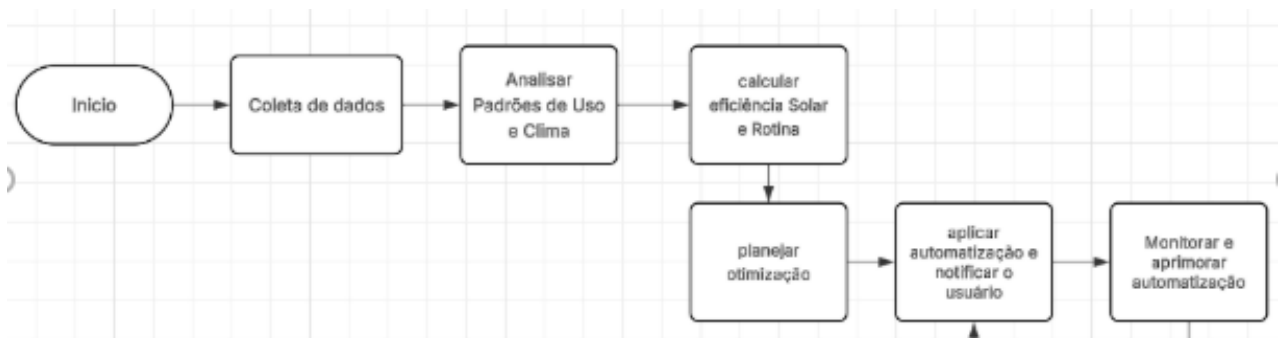 Inicio
Coleta de dados
Analisar
Padrões de Uso
e Clima
calcular
eficiência Solar
e Rotina
planejar
otimização
aplicar
automatização e
notificar o
usuário
Monitorar e
aprimorar
automatização